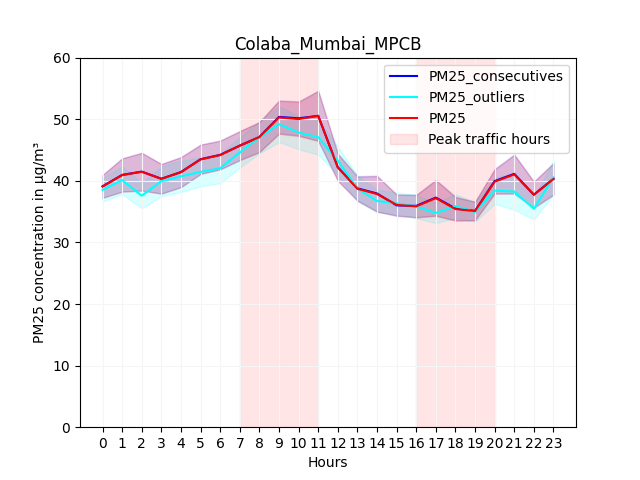 Colaba_Mumbai_MPCB
PM25_consecutives
PM25_outliers
PM25
Peak traffic hours
PM25 concentration in µg/m³
60
50
40
30
20
10
0
0 1 2 3 4 5 6 7 8 9 10 11 12 13 14 15 16 17 18 19 20 21 22 23
Hours